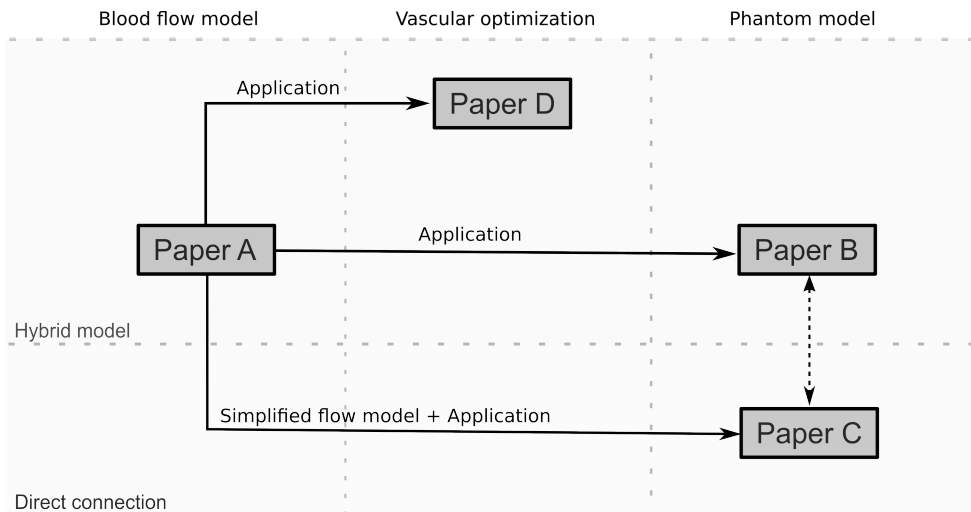 Blood flow model
Vascular optimization
Phantom model
Application
Paper D
Application
Paper A
Paper B
Hybrid model
Simplified flow model + Application
Paper C
Direct connection